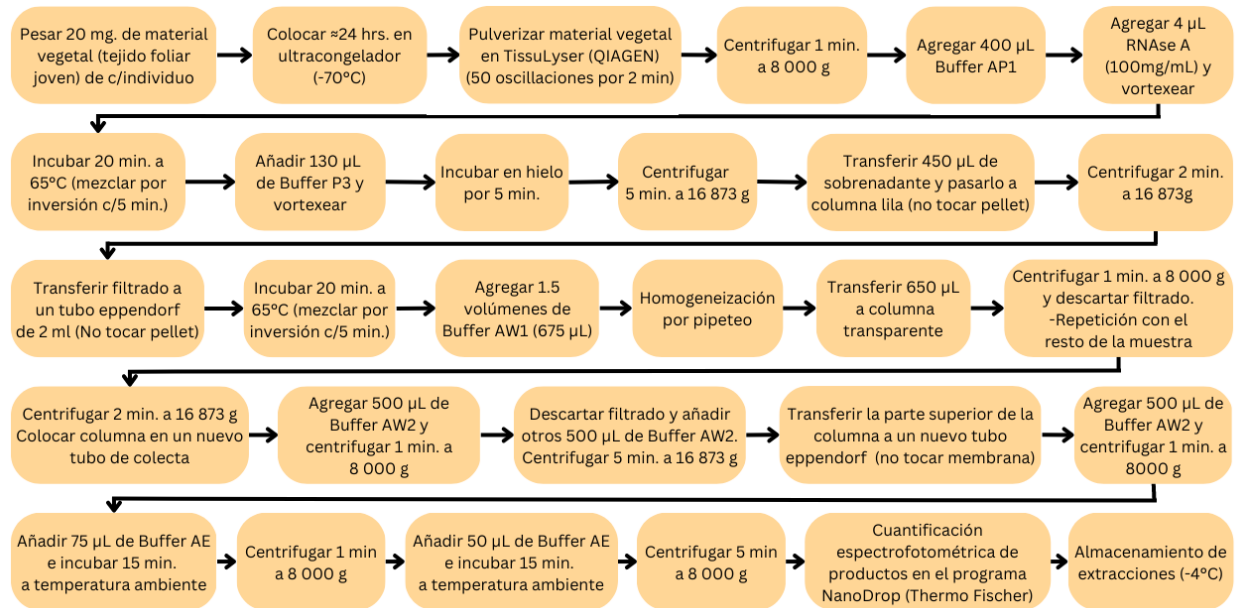 Pesar 20 mg. de material
vegetal (tejido foliar
joven) de c/individuo
Colocar ≈24 hrs. en
ultracongelador
(-70°C)
Pulverizar material vegetal
en TissuLyser (QIAGEN)
(50 oscillaciones por 2 min)
Centrifugar 1 min.
a 8 000 g
Agregar 400 µL
Buffer AP1
Agregar 4 µL
RNAse A
(100mg/mL) y
vortexear
Incubar 20 min. a
65°C (mezclar por
inversión c/5 min.)
Añadir 130 µL
de Buffer P3 y
vortexear
Incubar en hielo
por 5 min.
Centrifugar
5 min. a 16 873 g
Transferir 450 µL de
sobrenadante y pasarlo a
columna lila (no tocar pellet)
Centrifugar 2 min.
a 16 873g
Transferir filtrado a
un tubo eppendorf
de 2 ml (No tocar pellet)
Incubar 20 min. a
65°C (mezclar por
inversión c/5 min.)
Agregar 1.5
volúmenes de
Buffer AW1 (675 µL)
Homogeneización
por pipeteo
Transferir 650 µL
a columna
transparente
Centrifugar 1 min. a 8 000 g
y descartar filtrado.
-Repetición con el
resto de la muestra
Centrifugar 2 min. a 16 873 g
Colocar columna en un nuevo
tubo de colecta
Agregar 500 µL de
Buffer AW2 y
centrifugar 1 min. a
8 000 g
Descartar filtrado y añadir
otros 500 µL de Buffer AW2.
Centrifugar 5 min. a 16 873 g
Transferir la parte superior de la
columna a un nuevo tubo
eppendorf (no tocar membrana)
Agregar 500 µL de
Buffer AW2 y
centrifugar 1 min. a
8000 g
Añadir 75 µL de Buffer AE
e incubar 15 min.
a temperatura ambiente
Centrifugar 1 min
a 8 000 g
Añadir 50 µL de Buffer AE
e incubar 15 min.
a temperatura ambiente
Centrifugar 5 min
a 8 000 g
Cuantificación
espectrofotométrica de
productos en el programa
NanoDrop (Thermo Fischer)
Almacenamiento de
extracciones (-4°C)